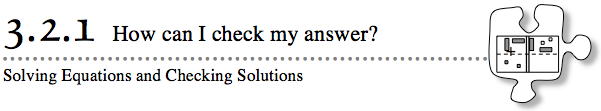 3.2.1 How can I check my answer?
Solving Equations and Checking Solutions